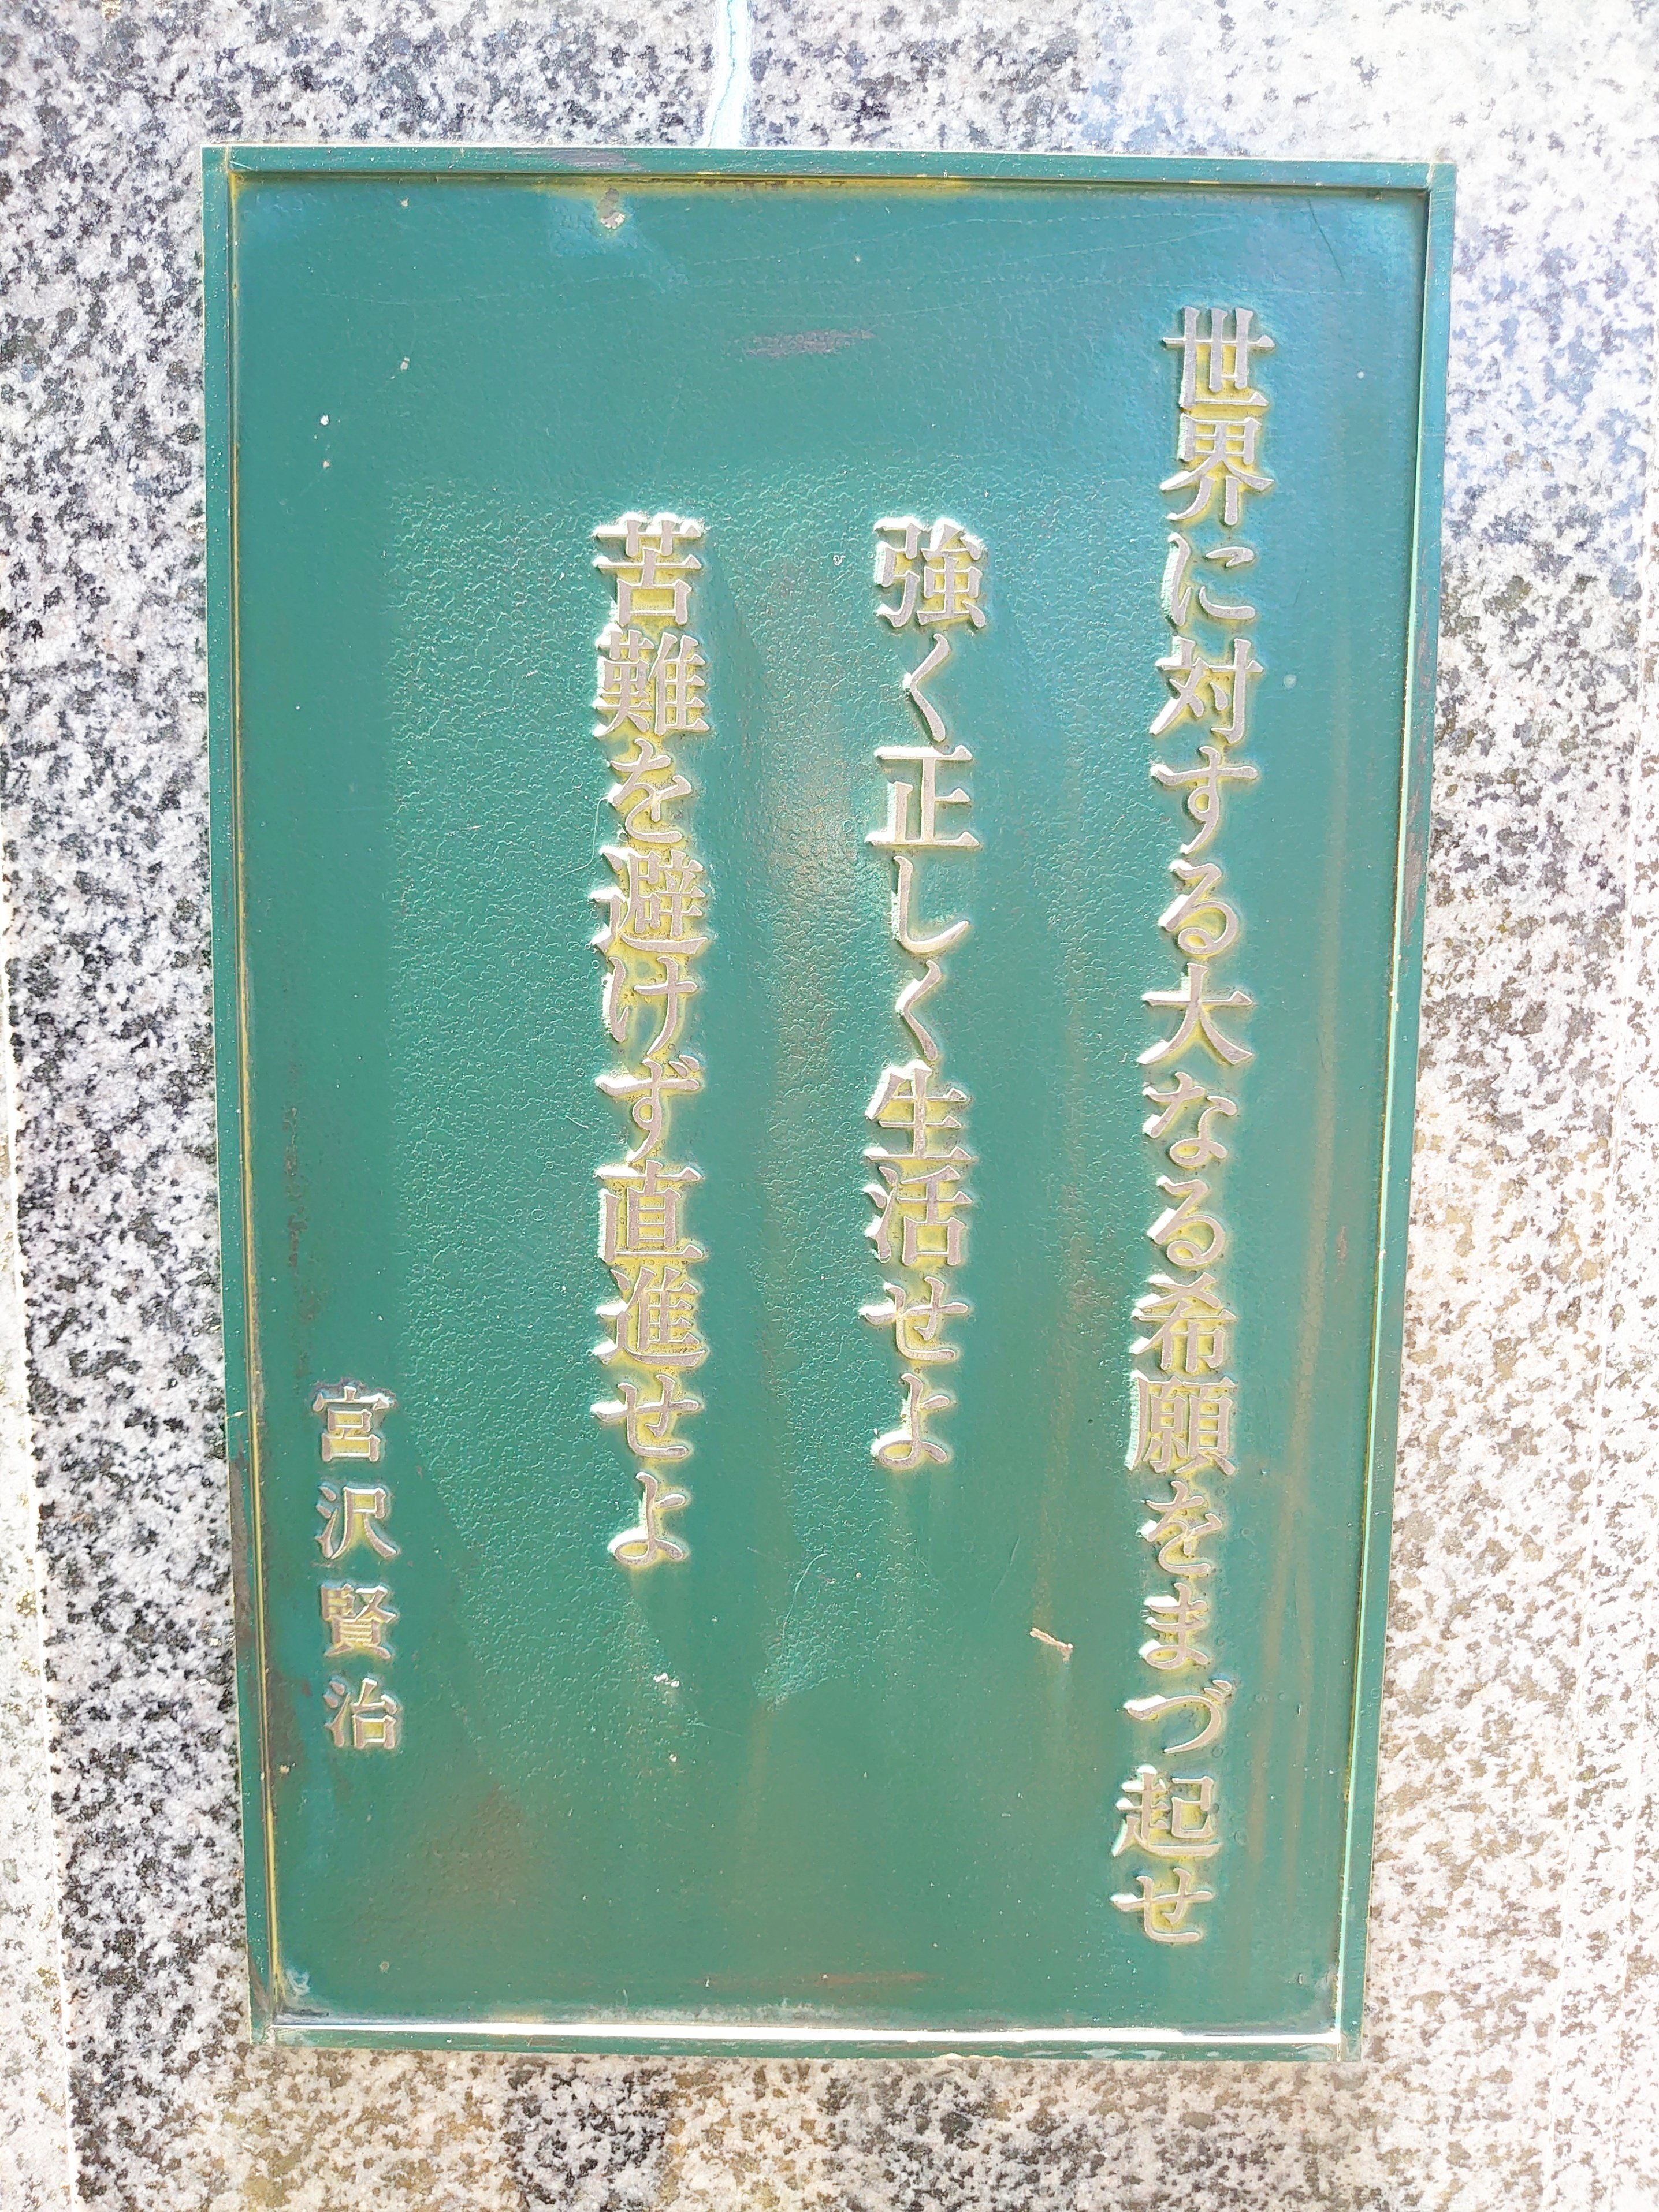 世界に対する大なる希願をまづ起せ
強く正しく生活せよ
苦難を避けず直進せよ
宮沢賢治